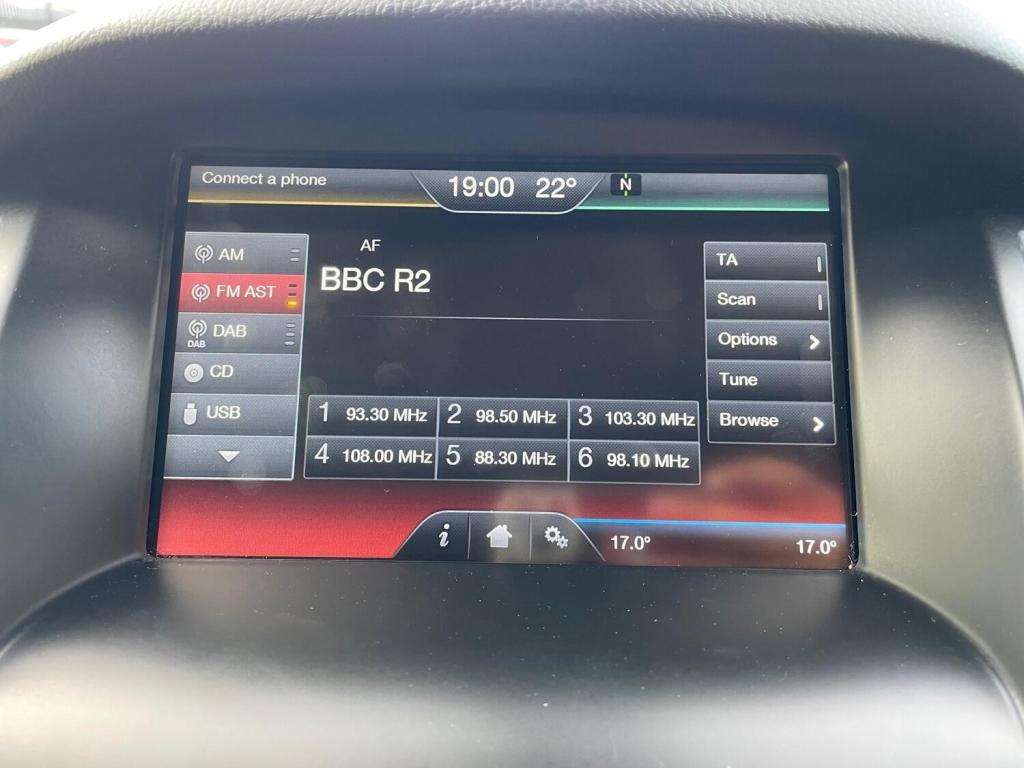 Connect a phone
19:00 22°
N
AM
FM AST
DAB
DAB
CD
USB
AF
BBC R2
1 93.30 MHz 2 98.50 MHz 3 103.30 MHz
4 108.00 MHz 5 88.30 MHz 6 98.10 MHz
TA
Scan
Options
Tune
Browse
i
17.0° 17.0°